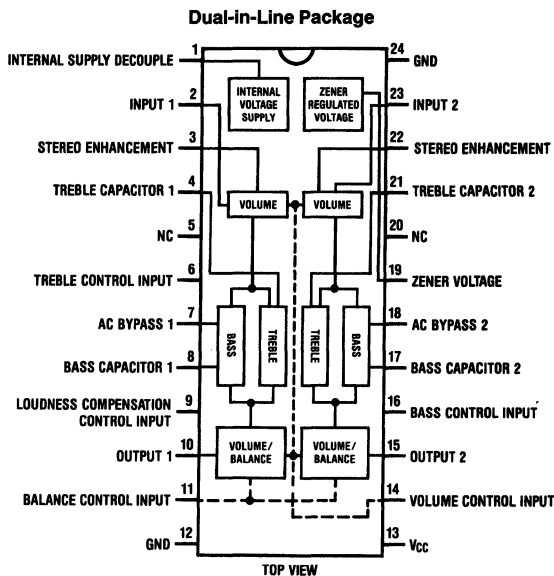 Dual-in-Line Package
1
INTERNAL SUPPLY DECOUPLE
2
INPUT 1
3
STEREO ENHANCEMENT
4
TREBLE CAPACITOR 1
5
NC
6
TREBLE CONTROL INPUT
7
AC BYPASS 1
8
BASS CAPACITOR 1
9
LOUDNESS COMPENSATION
CONTROL INPUT
10
OUTPUT 1
11
BALANCE CONTROL INPUT
12
GND
INTERNAL
VOLTAGE
SUPPLY
ZENER
REGULATED
VOLTAGE
VOLUME
VOLUME
BASS
TREBLE
TREBLE
BASS
VOLUME/
BALANCE
VOLUME/
BALANCE
24
GND
23
INPUT 2
22
STEREO ENHANCEMENT
21
TREBLE CAPACITOR 2
20
NC
19
ZENER VOLTAGE
18
AC BYPASS 2
17
BASS CAPACITOR 2
16
BASS CONTROL INPUT
15
OUTPUT 2
14
VOLUME CONTROL INPUT
13
VCC
TOP VIEW